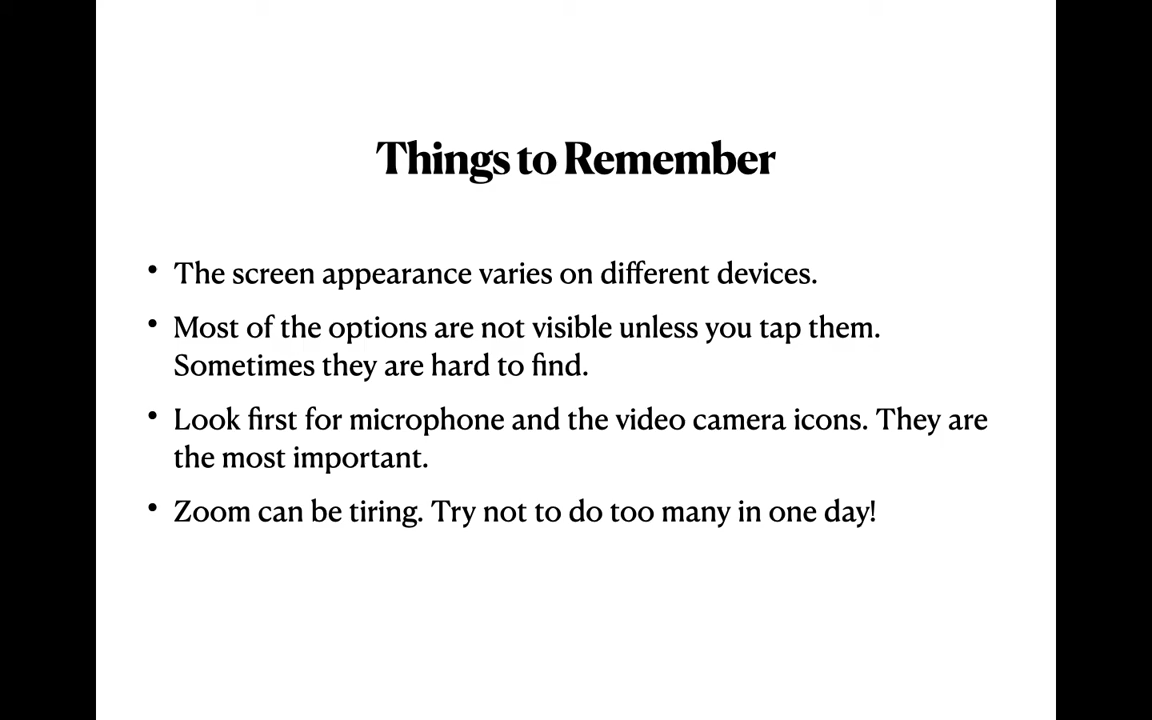 Things to Remember
• The screen appearance varies on different devices.
• Most of the options are not visible unless you tap them.
Sometimes they are hard to find.
• Look first for microphone and the video camera icons. They are
the most important.
• Zoom can be tiring. Try not to do too many in one day!